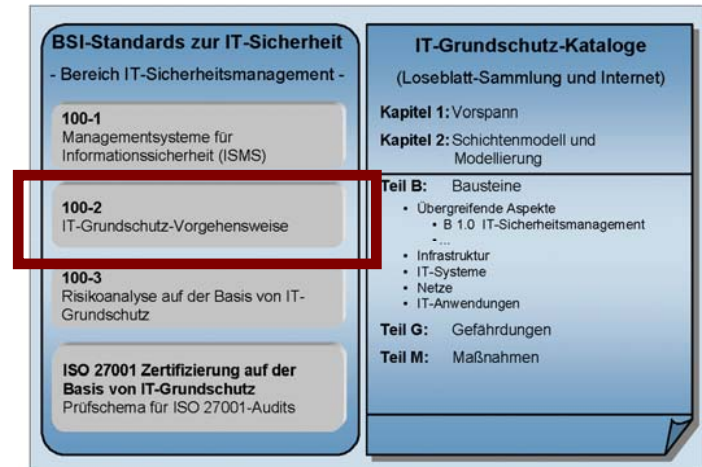 BSI-Standards zur IT-Sicherheit
- Bereich IT-Sicherheitsmanagement -
100-1
Managementsysteme für
Informationssicherheit (ISMS)
100-2
IT-Grundschutz-Vorgehensweise
100-3
Risikoanalyse auf der Basis von IT-
Grundschutz
ISO 27001 Zertifizierung auf der
Basis von IT-Grundschutz
Prüfschema für ISO 27001-Audits
IT-Grundschutz-Kataloge
(Loseblatt-Sammlung und Internet)
Kapitel 1: Vorspann
Kapitel 2: Schichtenmodell und
Modellierung
Teil B: Bausteine
• Übergreifende Aspekte
• B 1.0 IT-Sicherheitsmanagement
-...
• Infrastruktur
• IT-Systeme
• Netze
• IT-Anwendungen
Teil G: Gefährdungen
Teil M: Maßnahmen